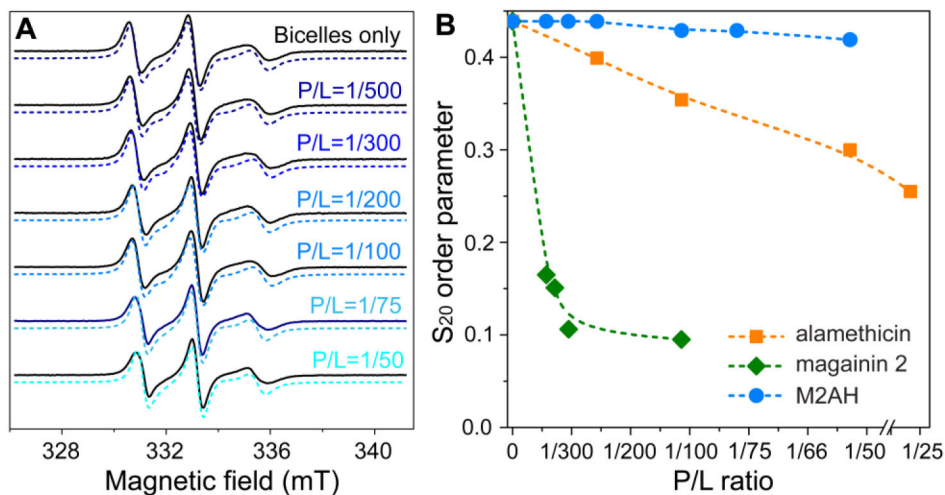 A
Bicelles only
P/L=1/500
P/L=1/300
P/L=1/200
P/L=1/100
P/L=1/75
P/L=1/50
328 332 336 340
Magnetic field (mT)
B
S20 order parameter
0.4
0.3
0.2
0.1
0.0
alamethicin
magainin 2
M2AH
0 1/300 1/200 1/100 1/75 1/66 1/50 1/25
P/L ratio